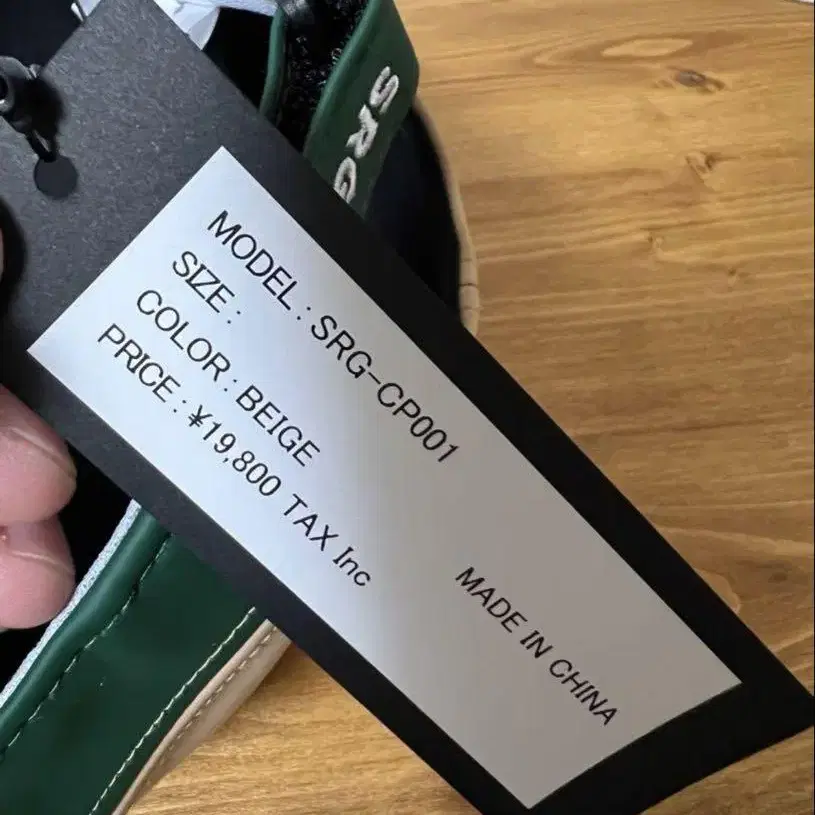 SRG
MODEL : SRG-CP001
SIZE :
COLOR : BEIGE
PRICE : ¥19,800 TAX Inc
MADE IN CHINA